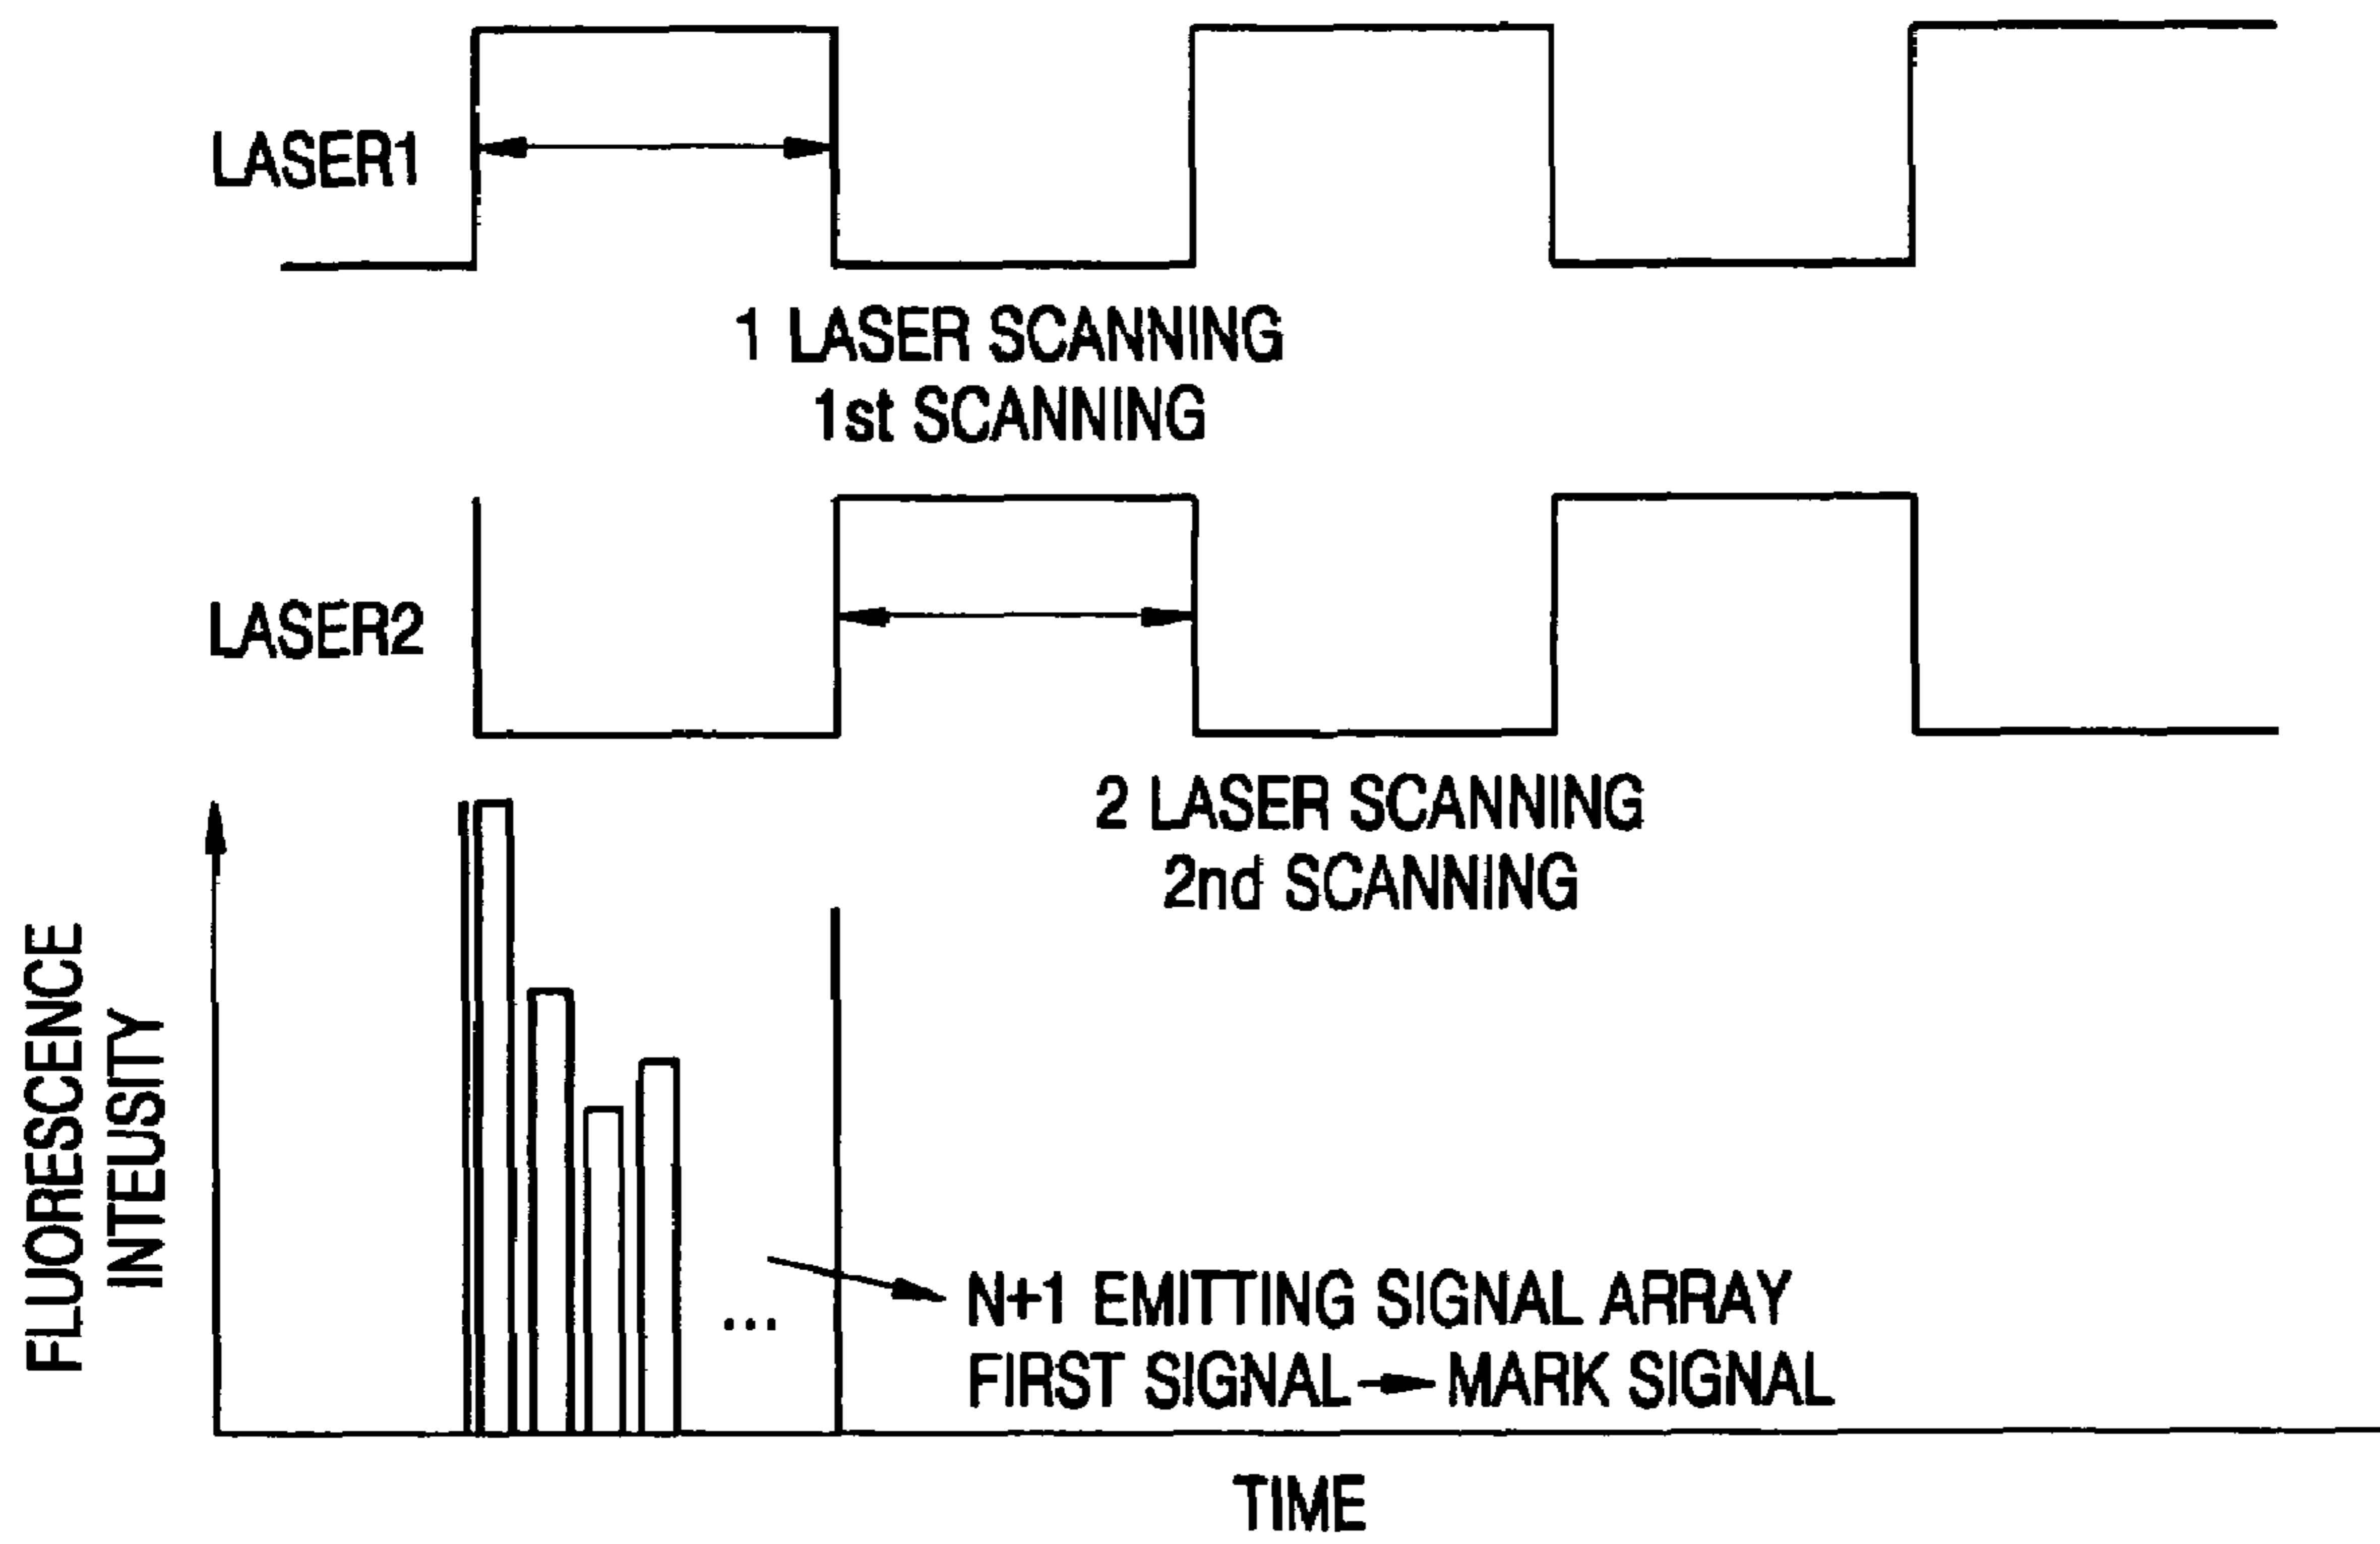 LASER1
1 LASER SCANNING
1st SCANNING
LASER2
2 LASER SCANNING
2nd SCANNING
FLUORESCENCE
INTELUSITY
...
N+1 EMITTING SIGNAL ARRAY
FIRST SIGNAL → MARK SIGNAL
TIME